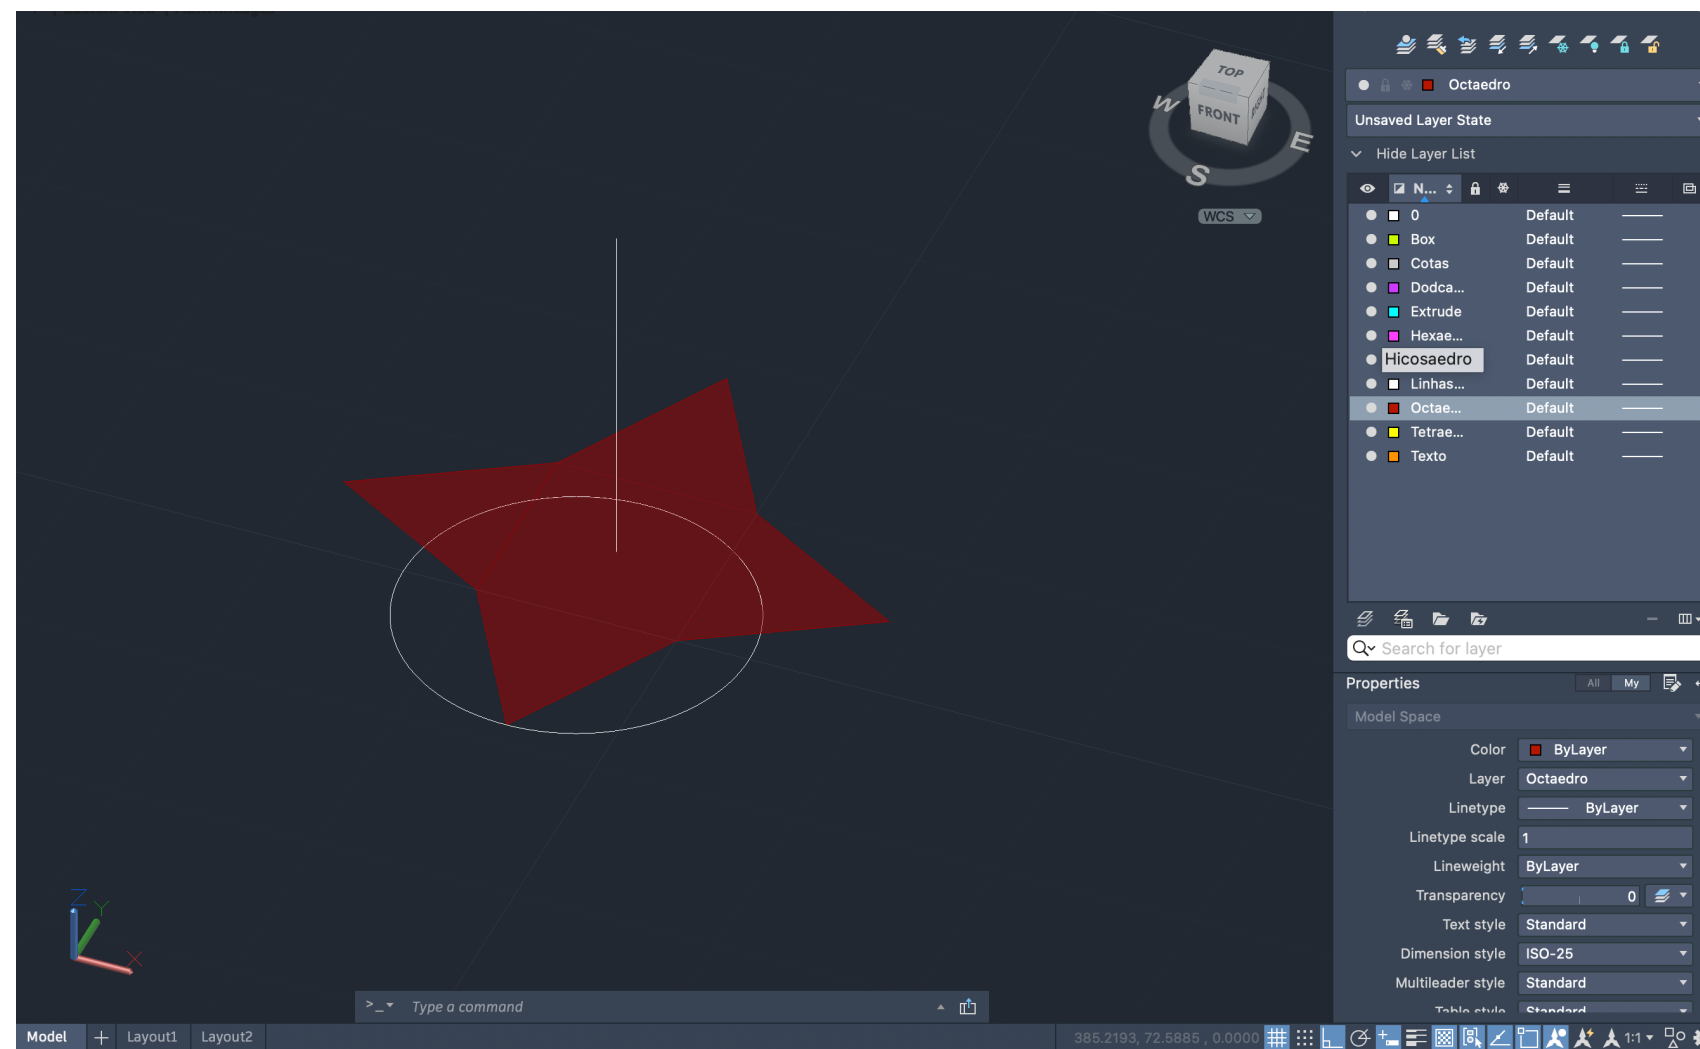 TOP
FRONT
W
S
E
WCS
Octaedro
Unsaved Layer State
Hide Layer List
N...
0 Default
Box Default
Cotas Default
Dodca... Default
Extrude Default
Hexae... Default
Hicosaedro Default
Linhas... Default
Octae... Default
Tetrae... Default
Texto Default
Search for layer
Properties All My
Model Space
Color ByLayer
Layer Octaedro
Linetype ByLayer
Linetype scale 1
Lineweight ByLayer
Transparency 0
Text style Standard
Dimension style ISO-25
Multileader style Standard
Table style Standard
Z
Y
X
>_ Type a command
Model + Layout1 Layout2
385.2193, 72.5885 , 0.0000
1:1